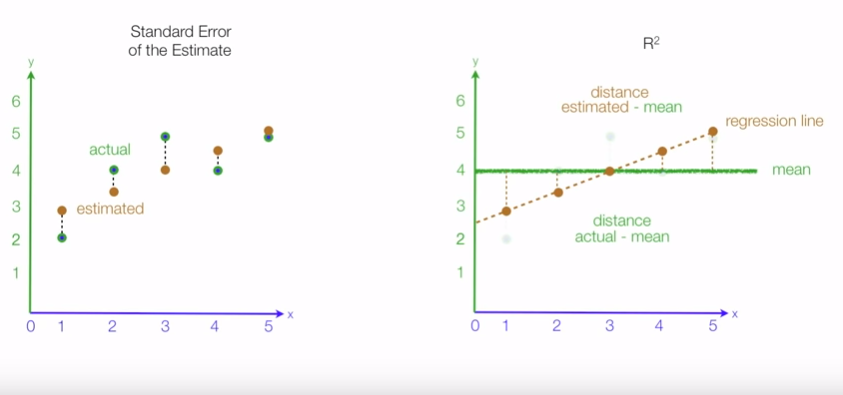 Standard Error
of the Estimate
y
6
5
4
3
2
1
actual
estimated
0 1 2 3 4 5 x
R²
y
6
5
4
3
2
1
distance
estimated - mean
regression line
mean
distance
actual - mean
0 1 2 3 4 5 x